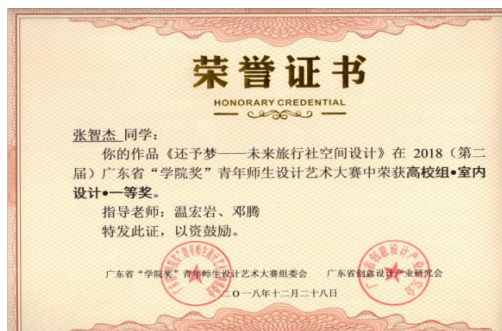 荣誉证书
HONORARY CREDENTIAL
张智杰 同学：
你的作品《还予梦——未来旅行社空间设计》在 2018（第二
届）广东省“学院奖”青年师生设计艺术大赛中荣获高校组•室内
设计•一等奖。
指导老师：温宏岩、邓腾
特发此证，以资鼓励。
广东省“学院奖”青年师生设计艺术大赛组委会 广东省创意设计产业研究会
二〇一八年十二月二十八日